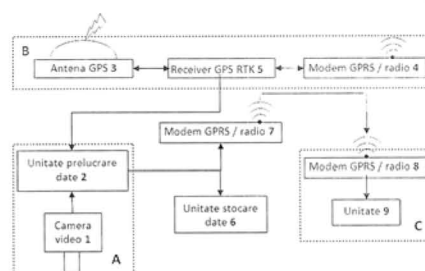 B
Antena GPS 3
Receiver GPS RTK 5
Modem GPRS / radio 4
Modem GPRS / radio 7
Unitate prelucrare
date 2
Modem GPRS / radio 8
Unitate stocare
date 6
Unitate 9
Camera
video 1
A
C